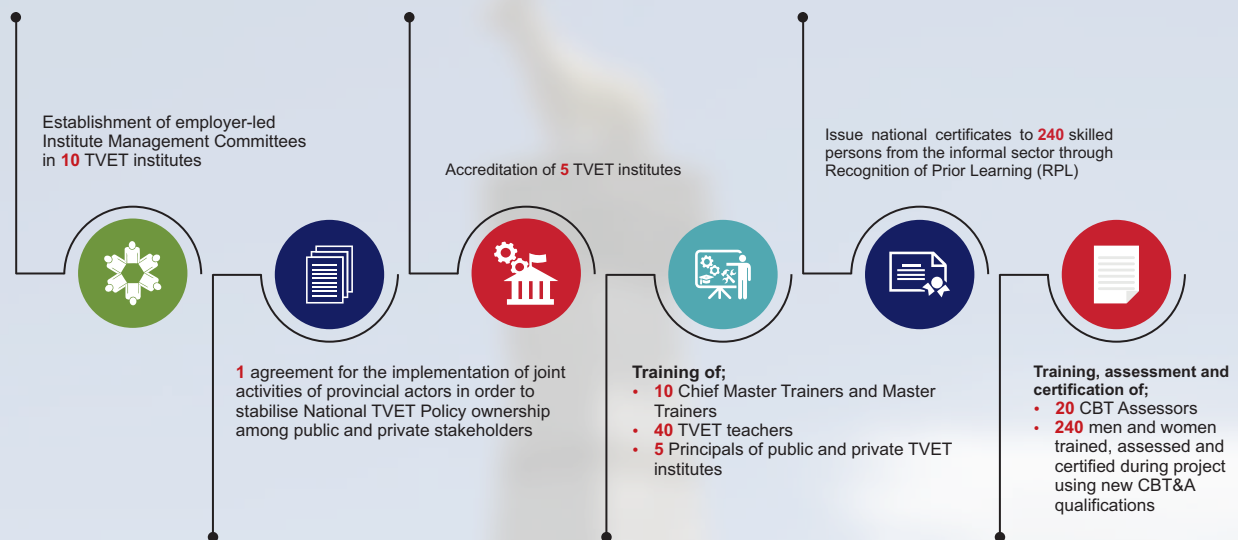 Establishment of employer-led
Institute Management Committees
in 10 TVET institutes
1 agreement for the implementation of joint
activities of provincial actors in order to
stabilise National TVET Policy ownership
among public and private stakeholders
Accreditation of 5 TVET institutes
Training of;
• 10 Chief Master Trainers and Master
Trainers
• 40 TVET teachers
• 5 Principals of public and private TVET
institutes
Issue national certificates to 240 skilled
persons from the informal sector through
Recognition of Prior Learning (RPL)
Training, assessment and
certification of;
• 20 CBT Assessors
• 240 men and women
trained, assessed and
certified during project
using new CBT&A
qualifications